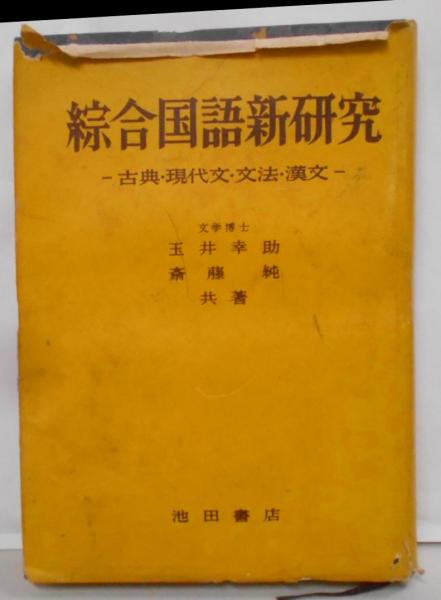 綜合国語新研究
－古典・現代文・文法・漢文－
文学博士
玉井幸助
斎藤純
共著
池田書店